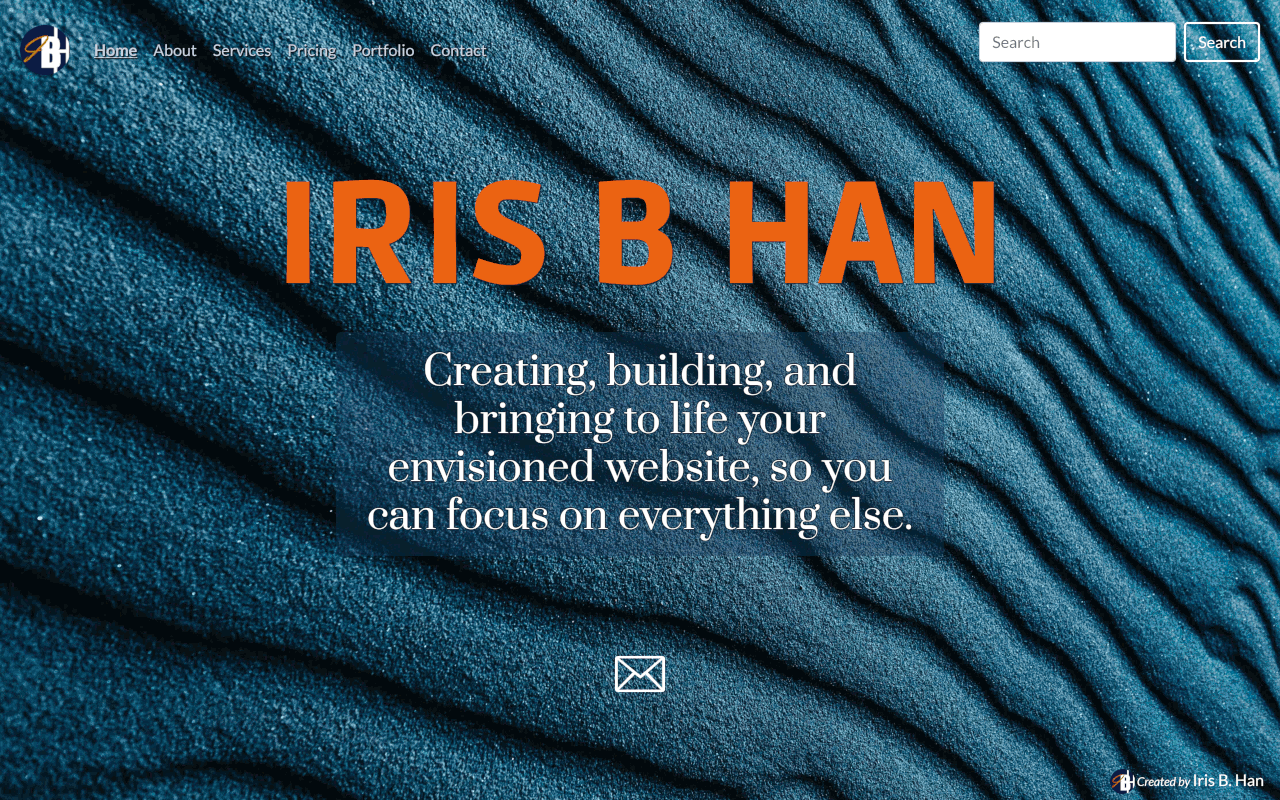 Home About Services Pricing Portfolio Contact
Search
Search
IRIS B HAN
Creating, building, and
bringing to life your
envisioned website, so you
can focus on everything else.
Created by Iris B. Han